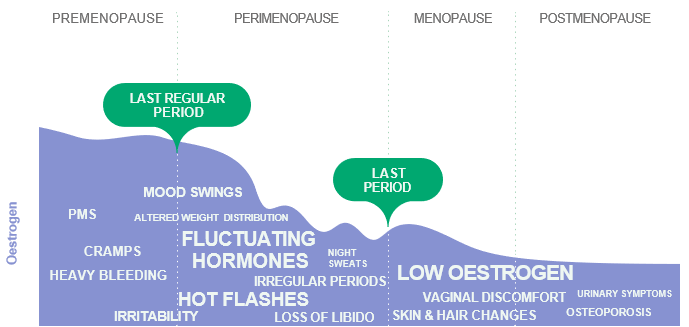 PREMENOPAUSE
PERIMENOPAUSE
MENOPAUSE
POSTMENOPAUSE
LAST REGULAR
PERIOD
LAST
PERIOD
Oestrogen
MOOD SWINGS
PMS
ALTERED WEIGHT DISTRIBUTION
FLUCTUATING
HORMONES
CRAMPS
NIGHT
SWEATS
HEAVY BLEEDING
IRREGULAR PERIODS
LOW OESTROGEN
HOT FLASHES
VAGINAL DISCOMFORT
URINARY SYMPTOMS
IRRITABILITY
LOSS OF LIBIDO
SKIN & HAIR CHANGES
OSTEOPOROSIS